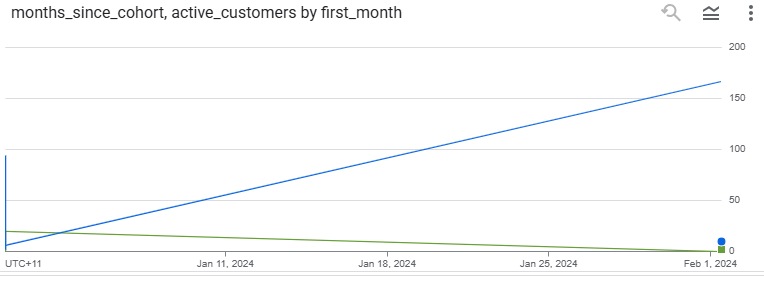 months_since_cohort, active_customers by first_month
200
150
100
50
0
UTC+11 Jan 11, 2024 Jan 18, 2024 Jan 25, 2024 Feb 1, 2024